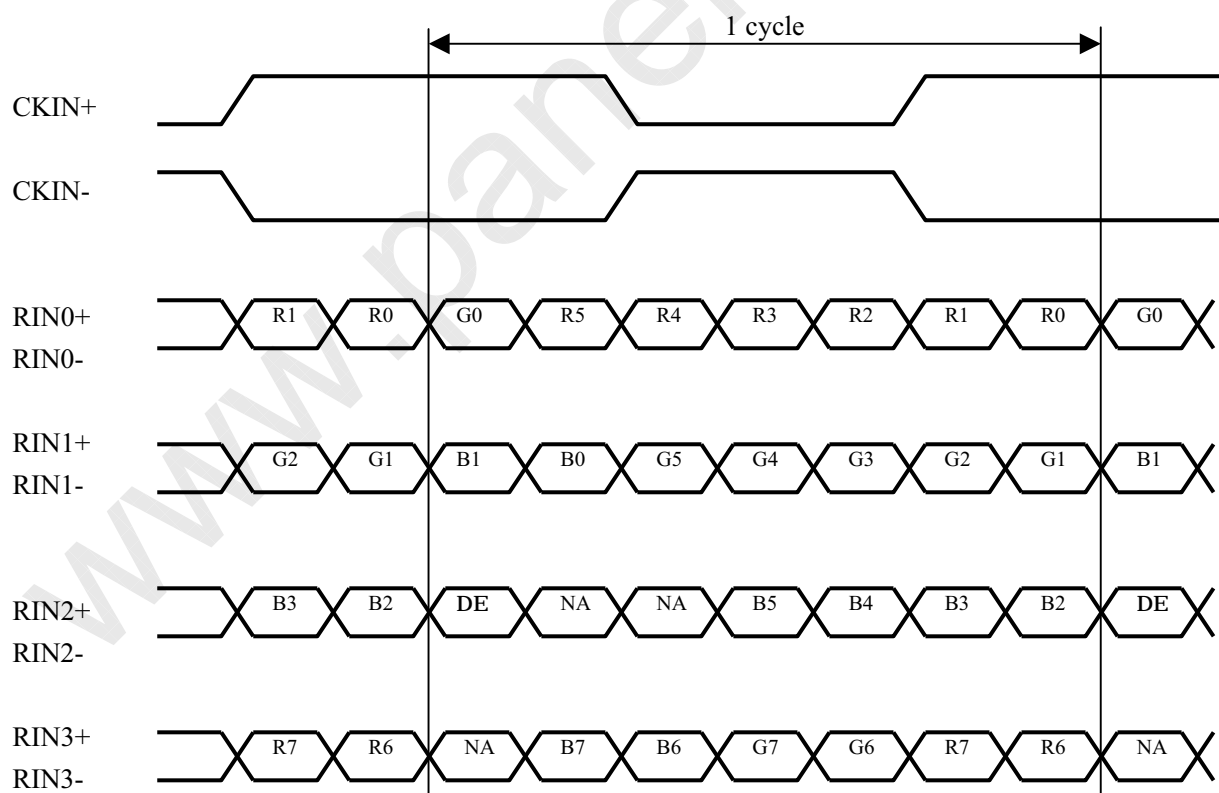 1 cycle
CKIN+
CKIN-
RIN0+ R1 R0 G0 R5 R4 R3 R2 R1 R0 G0
RIN0-
RIN1+ G2 G1 B1 B0 G5 G4 G3 G2 G1 B1
RIN1-
RIN2+ B3 B2 DE NA NA B5 B4 B3 B2 DE
RIN2-
RIN3+ R7 R6 NA B7 B6 G7 G6 R7 R6 NA
RIN3-
www.pane